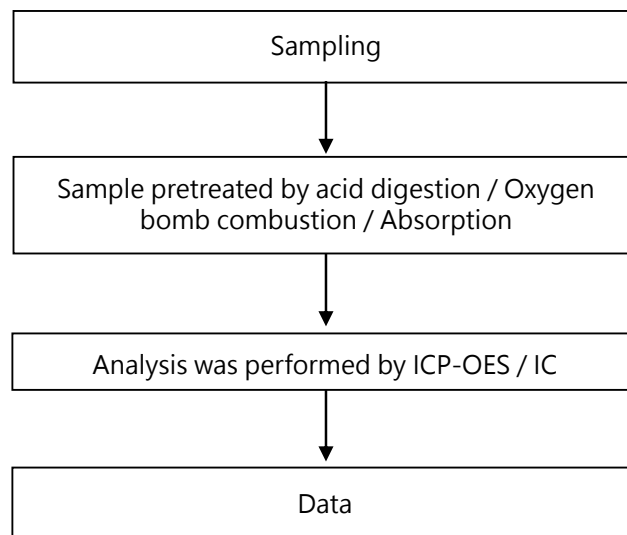 Sampling
Sample pretreated by acid digestion / Oxygen
bomb combustion / Absorption
Analysis was performed by ICP-OES / IC
Data